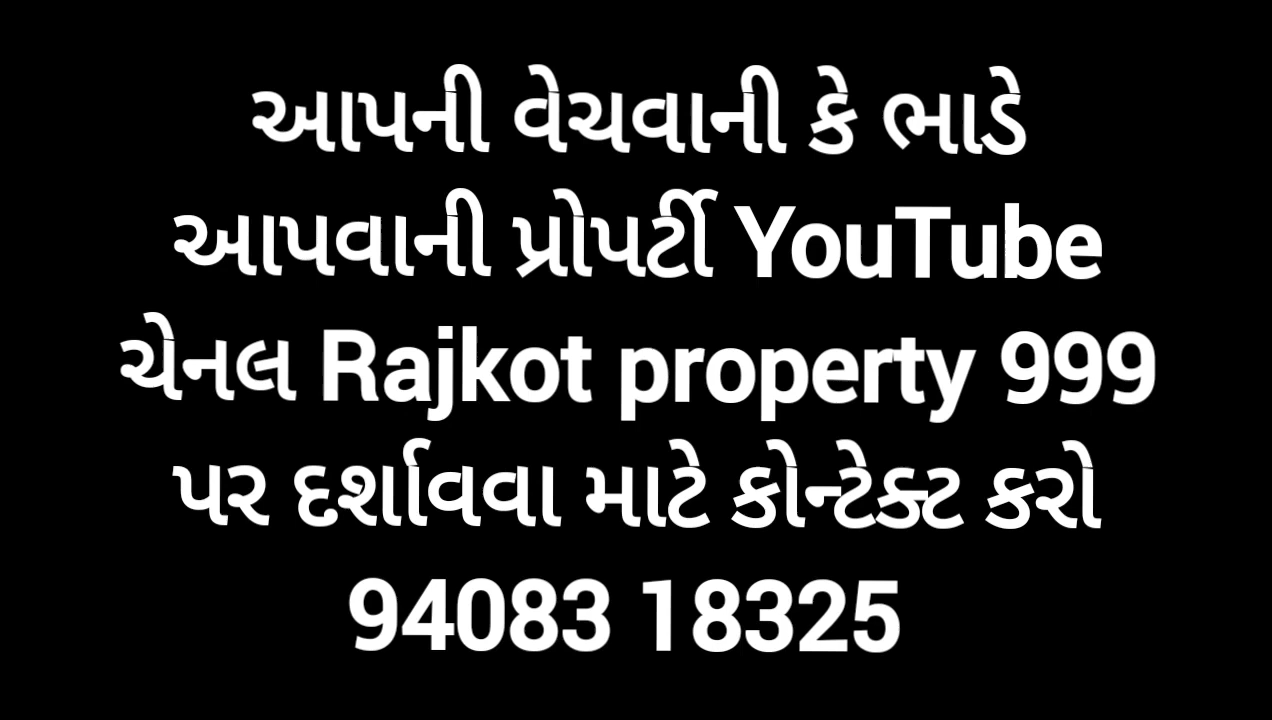 આપની વેચવાની કે ભાડે
આપવાની પ્રોપર્ટી YouTube
ચેનલ Rajkot property 999
પર દર્શાવવા માટે કોન્ટેક્ટ કરો
94083 18325